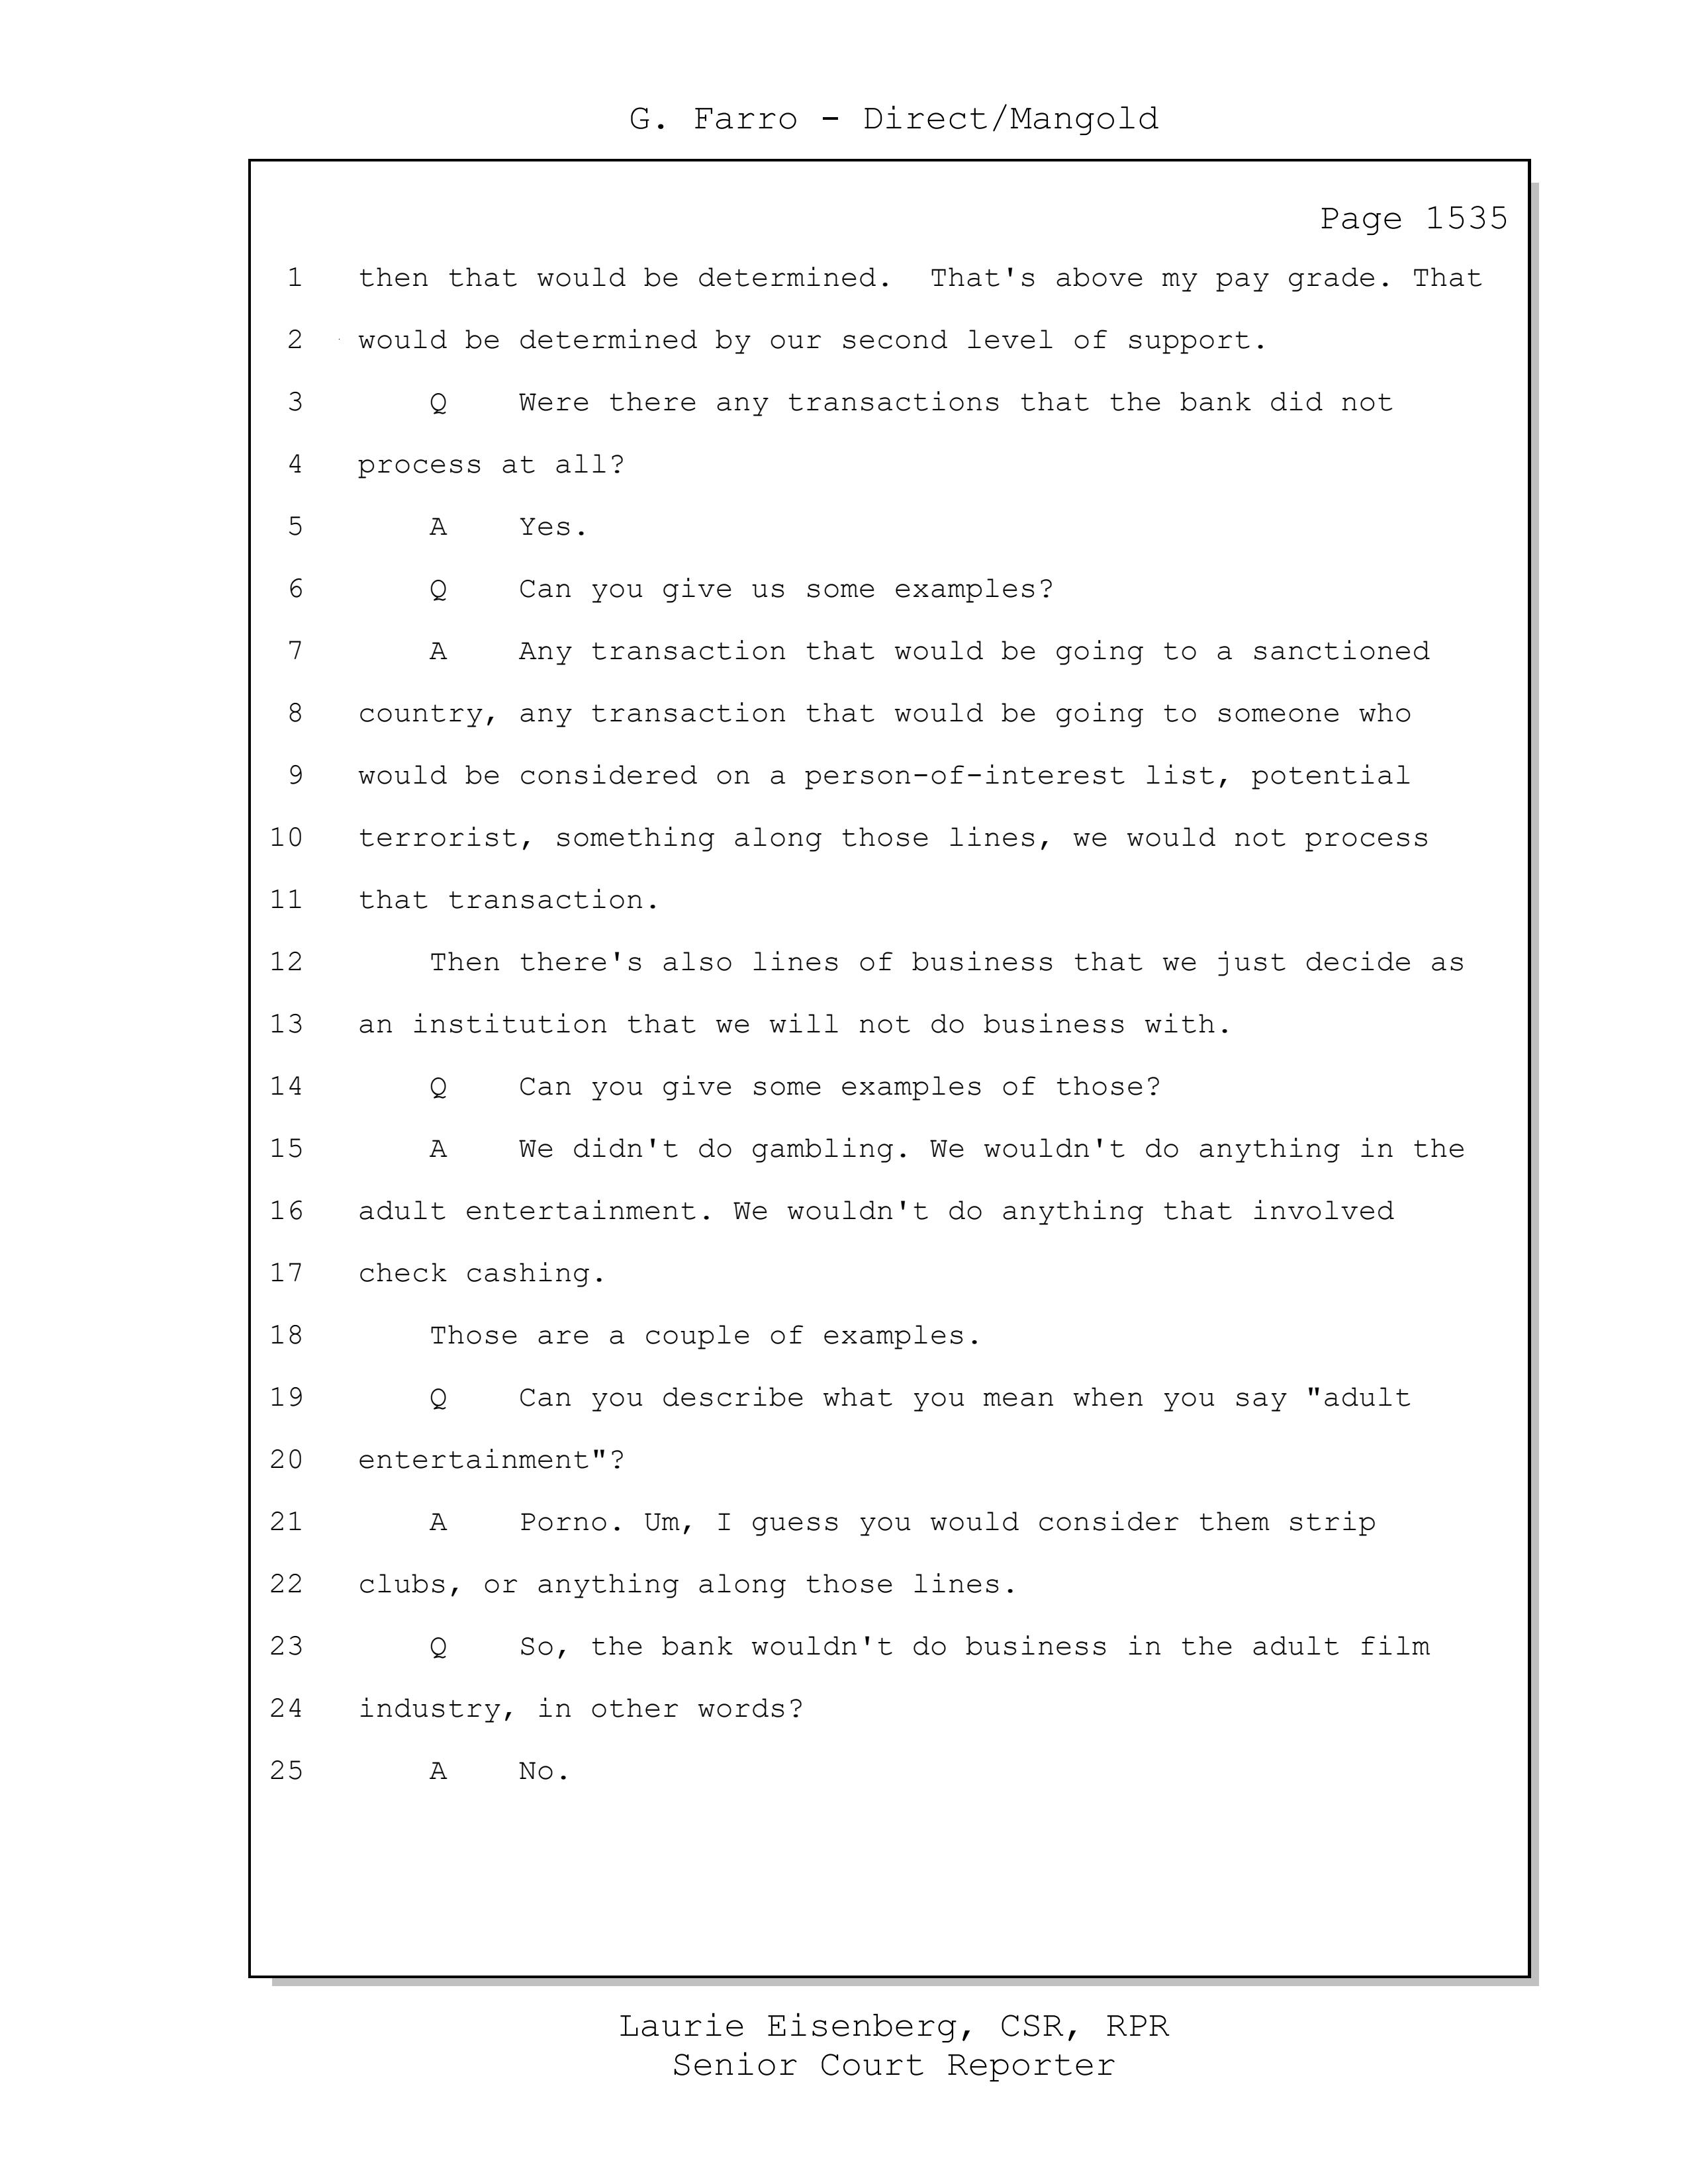 G. Farro - Direct/Mangold
Page 1535
1 then that would be determined.  That's above my pay grade. That
2 would be determined by our second level of support.
3 Q Were there any transactions that the bank did not
4 process at all?
5 A Yes.
6 Q Can you give us some examples?
7 A Any transaction that would be going to a sanctioned
8 country, any transaction that would be going to someone who
9 would be considered on a person-of-interest list, potential
10 terrorist, something along those lines, we would not process
11 that transaction.
12 Then there's also lines of business that we just decide as
13 an institution that we will not do business with.
14 Q Can you give some examples of those?
15 A We didn't do gambling. We wouldn't do anything in the
16 adult entertainment. We wouldn't do anything that involved
17 check cashing.
18 Those are a couple of examples.
19 Q Can you describe what you mean when you say "adult
20 entertainment"?
21 A Porno. Um, I guess you would consider them strip
22 clubs, or anything along those lines.
23 Q So, the bank wouldn't do business in the adult film
24 industry, in other words?
25 A No.
Laurie Eisenberg, CSR, RPR
Senior Court Reporter